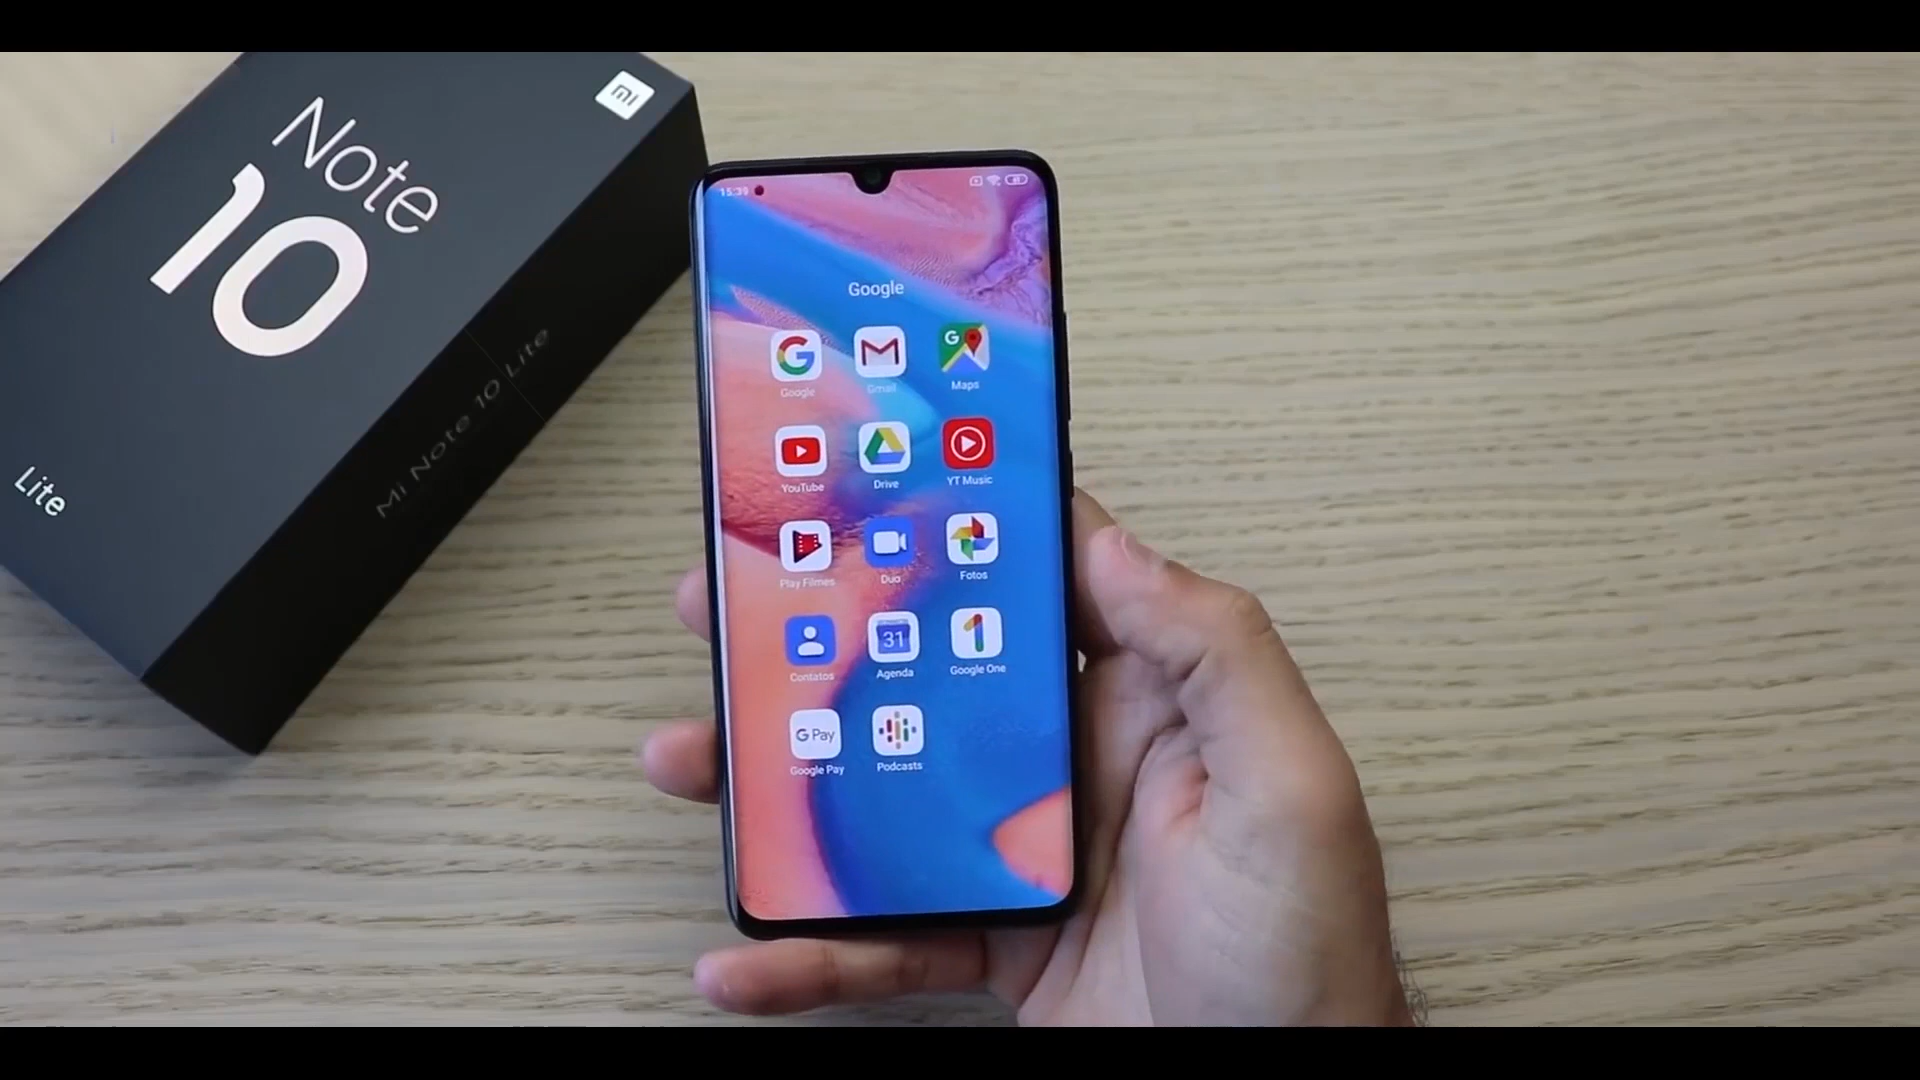 Note
10
Lite
Mi Note 10 Lite
mi
15:39
Google
Google
Gmail
Maps
YouTube
Drive
YT Music
Play Filmes
Duo
Fotos
31
Contatos
Agenda
Google One
G Pay
Google Pay
Podcasts